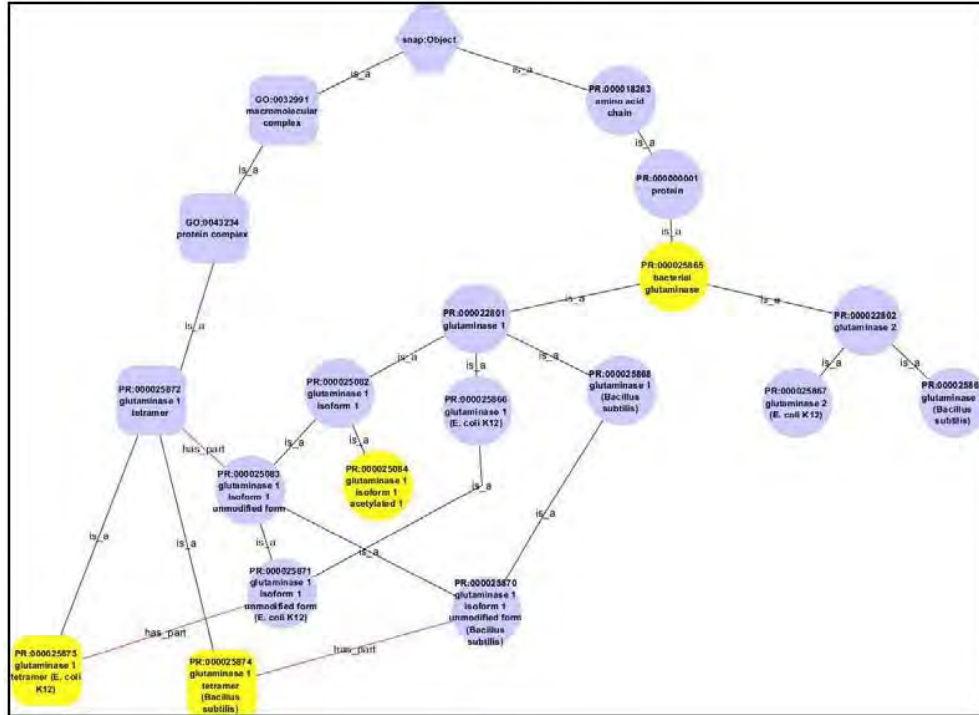 snap:Object
is_a
is_a
GO:0032991
macromolecular
complex
PR:000018263
amino acid
chain
is_a
is_a
PR:000000001
protein
GO:0043234
protein complex
is_a
PR:000025865
bacterial
glutaminase
is_a
is_a
PR:000022801
glutaminase 1
PR:000022802
glutaminase 2
is_a
is_a
is_a
is_a
is_a
is_a
PR:000025872
glutaminase 1
tetramer
PR:000025082
glutaminase 1
isoform 1
PR:000025866
glutaminase 1
(E. coli K12)
PR:000025868
glutaminase 1
(Bacillus
subtilis)
PR:000025867
glutaminase 2
(E. coli K12)
PR:00002586
glutaminase
(Bacillus
subtilis)
has_part
is_a
is_a
PR:000025083
glutaminase 1
isoform 1
unmodified form
PR:000025084
glutaminase 1
isoform 1
acetylated 1
is_a
is_a
is_a
is_a
is_a
is_a
PR:000025871
glutaminase 1
isoform 1
unmodified form
(E. coli K12)
PR:000025870
glutaminase 1
isoform 1
unmodified form
(Bacillus
subtilis)
has_part
has_part
PR:000025873
glutaminase 1
tetramer (E. coli
K12)
PR:000025874
glutaminase 1
tetramer
(Bacillus
subtilis)